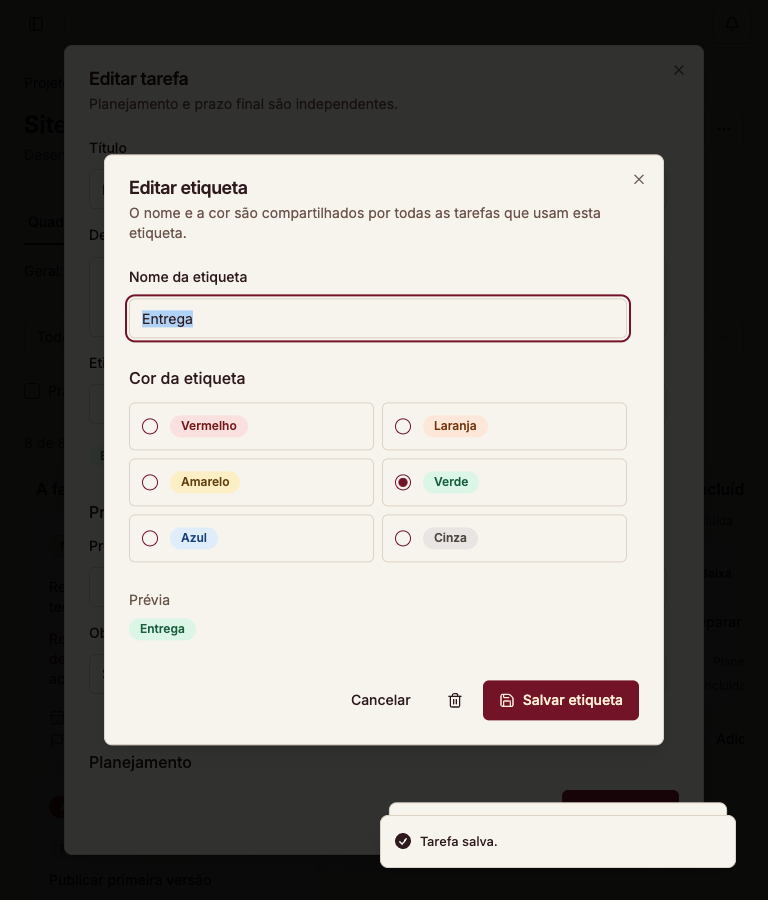 Editar tarefa
Planejamento e prazo final são independentes.
Título
Editar etiqueta
O nome e a cor são compartilhados por todas as tarefas que usam esta
etiqueta.
Nome da etiqueta
Entrega
Cor da etiqueta
Vermelho
Laranja
Amarelo
Verde
Azul
Cinza
Prévia
Entrega
Cancelar
Salvar etiqueta
Planejamento
Tarefa salva.
Publicar primeira versão